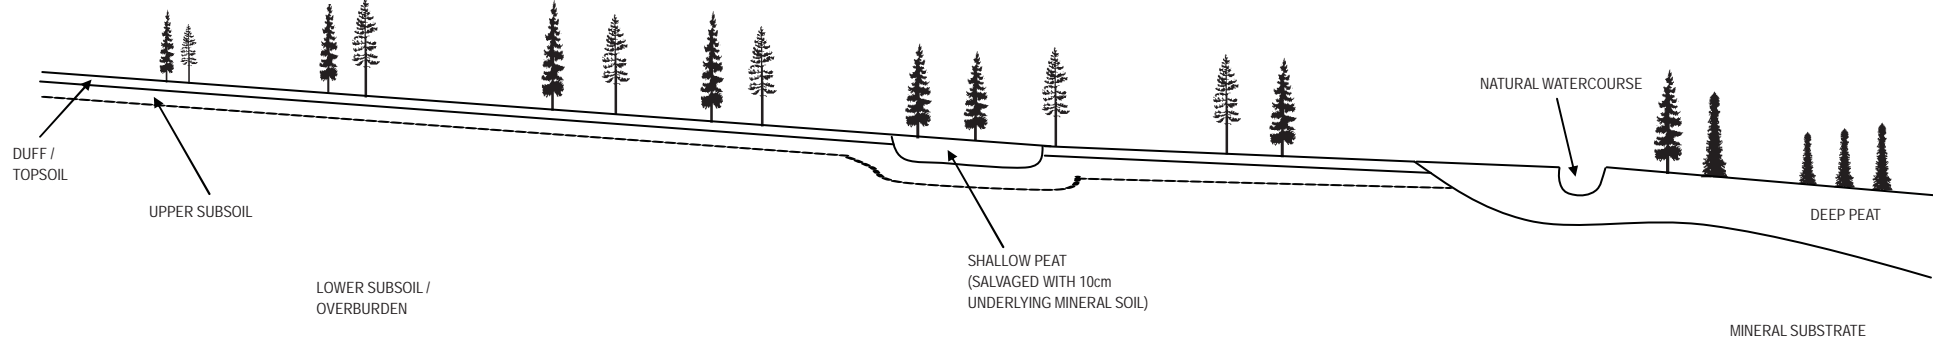 NATURAL WATERCOURSE
DUFF /
TOPSOIL
UPPER SUBSOIL
DEEP PEAT
SHALLOW PEAT
(SALVAGED WITH 10cm
UNDERLYING MINERAL SOIL)
LOWER SUBSOIL /
OVERBURDEN
MINERAL SUBSTRATE